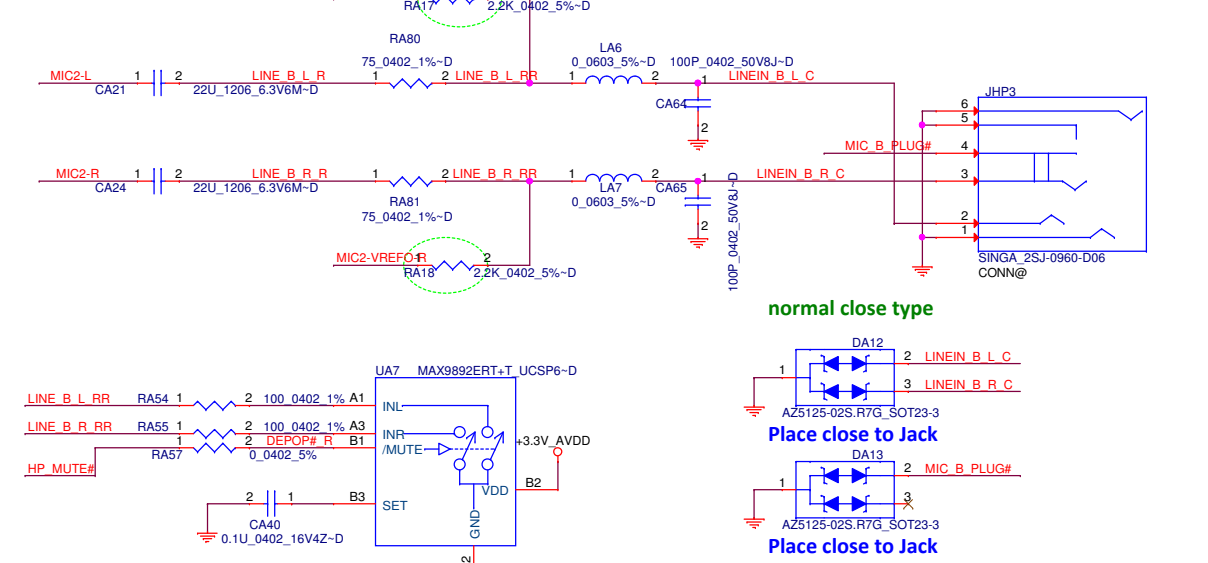 RA17 2.2K_0402_5%~D
RA80
75_0402_1%~D
LA6
0_0603_5%~D
100P_0402_50V8J~D
MIC2-L 1 2 LINE_B_L_R 1 2 LINE_B_L_RR 1 2 1 LINEIN_B_L_C
CA21 22U_1206_6.3V6M~D
CA64
2
JHP3
6
5
MIC_B_PLUG# 4
MIC2-R 1 2 LINE_B_R_R 1 2 LINE_B_R_RR 1 2 1 LINEIN_B_R_C 3
CA24 22U_1206_6.3V6M~D
RA81
75_0402_1%~D
LA7
0_0603_5%~D
CA65
100P_0402_50V8J~D
2
2
1
MIC2-VREFO-R 1 2
RA18 2.2K_0402_5%~D
SINGA_2SJ-0960-D06
CONN@
normal close type
DA12
1
2 LINEIN_B_L_C
3 LINEIN_B_R_C
AZ5125-02S.R7G_SOT23-3
Place close to Jack
DA13
1
2 MIC_B_PLUG#
3
AZ5125-02S.R7G_SOT23-3
Place close to Jack
UA7 MAX9892ERT+T_UCSP6~D
LINE_B_L_RR RA54 1 2 100_0402_1% A1 INL
LINE_B_R_RR RA55 1 2 100_0402_1% A3 INR
1 2 DEPOP#_R B1 /MUTE
RA57 0_0402_5%
HP_MUTE#
+3.3V_AVDD
VDD B2
2 1 B3 SET
CA40
0.1U_0402_16V4Z~D
GND